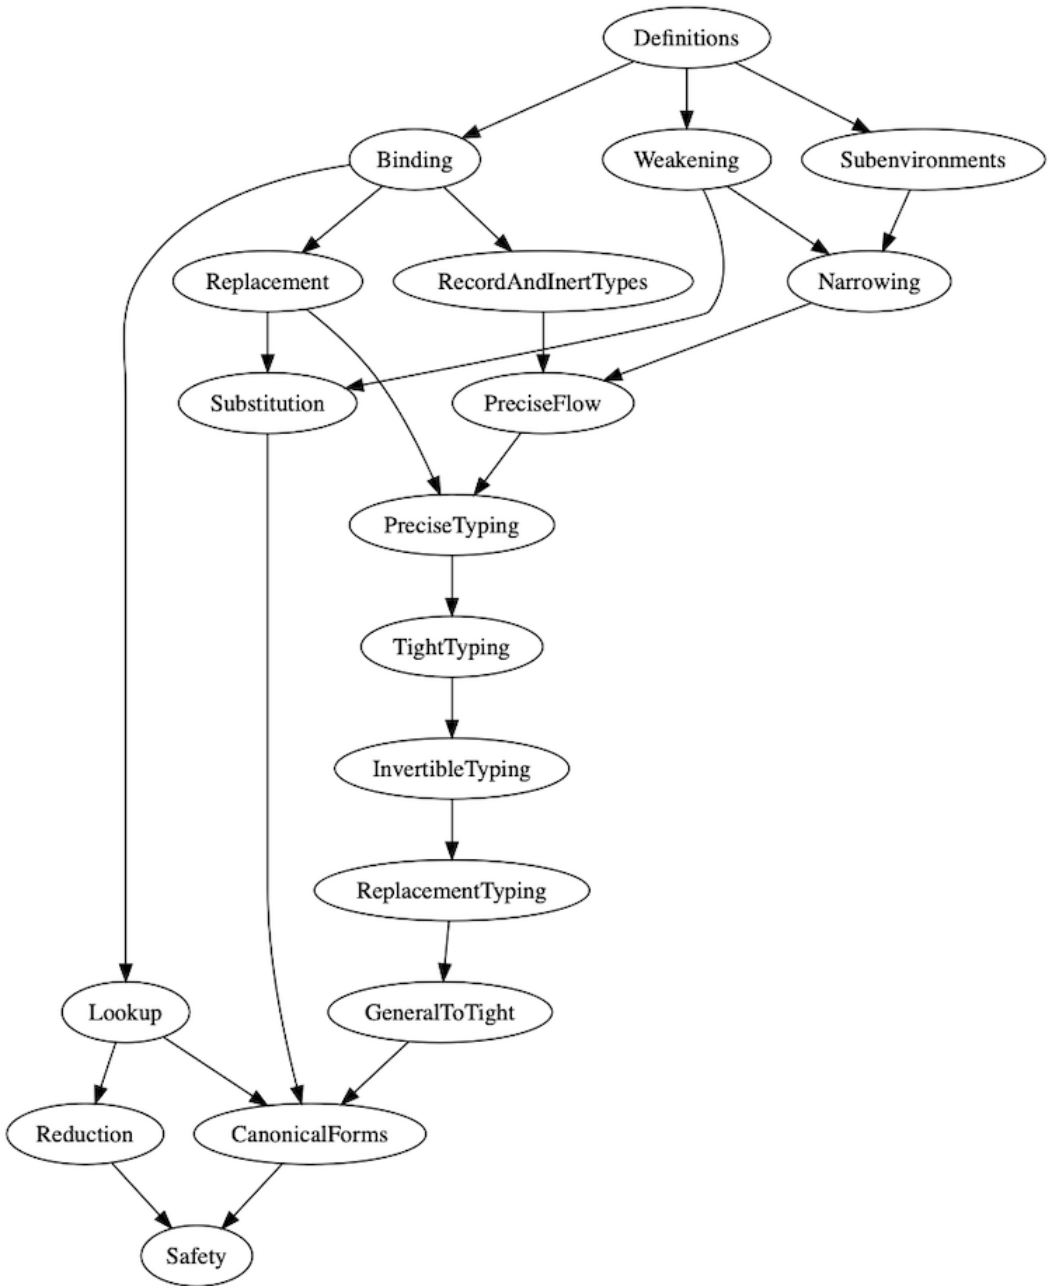 Definitions
Binding
Weakening
Subenvironments
Replacement
RecordAndInertTypes
Narrowing
Substitution
PreciseFlow
PreciseTyping
TightTyping
InvertibleTyping
ReplacementTyping
Lookup
GeneralToTight
Reduction
CanonicalForms
Safety